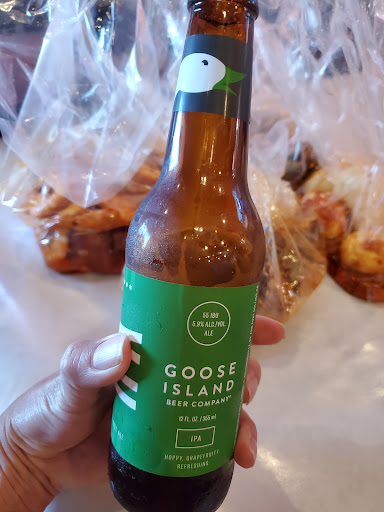 55 IBU
5.9% ALC./VOL.
ALE
GOOSE
ISLAND
BEER COMPANY
12 FL. OZ. / 355 ml
IPA
HOPPY. GRAPEFRUITY.
REFRESHING